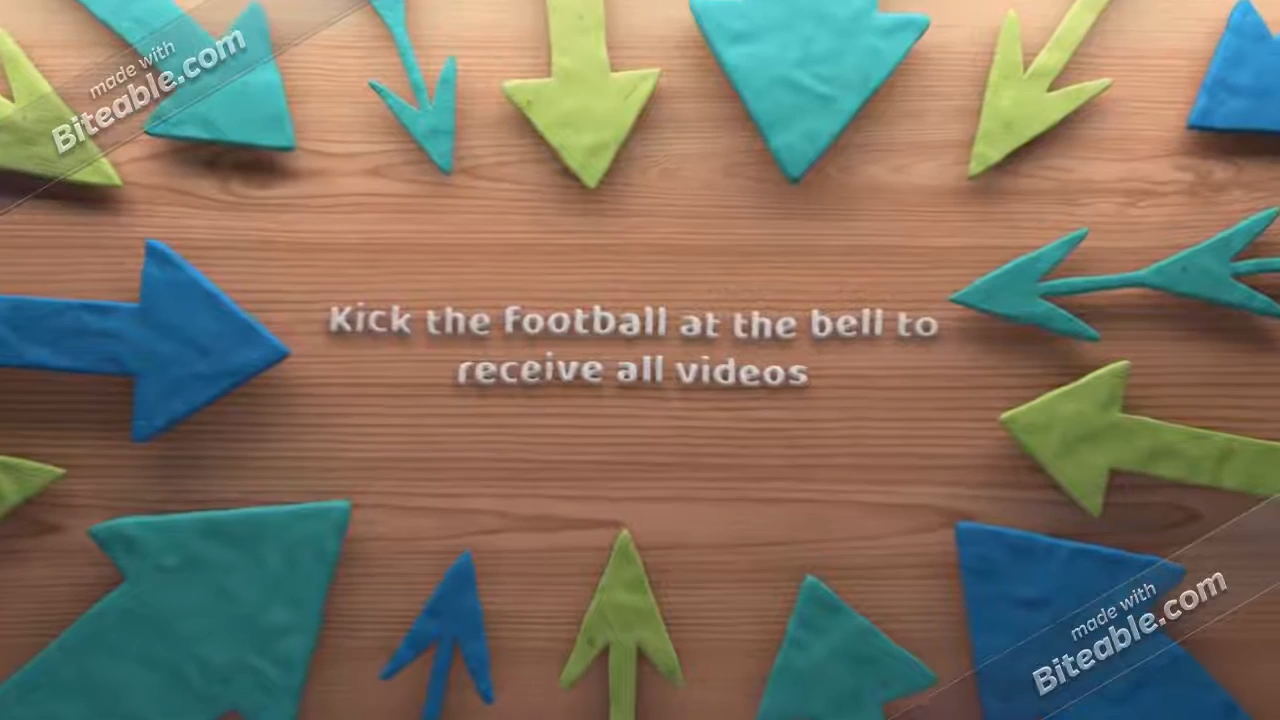 made with
Biteable.com
Kick the football at the bell to
receive all videos
made with
Biteable.com